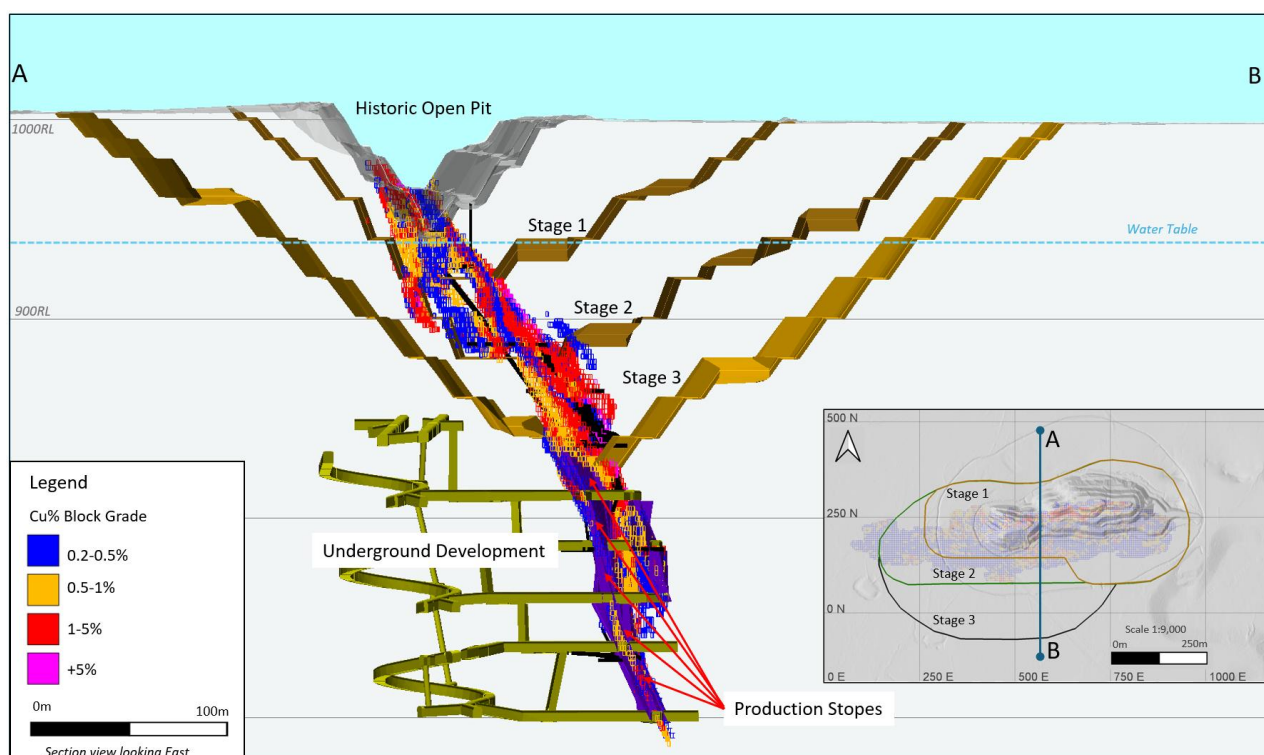 A
B
Historic Open Pit
1000RL
Stage 1
Water Table
Stage 2
900RL
Stage 3
Legend
Cu% Block Grade
0.2-0.5%
0.5-1%
1-5%
+5%
0m 100m
Section view looking East
Underground Development
Production Stopes
500 N
A
Stage 1
250 N
Stage 2
0 N
Stage 3
Scale 1:9,000
0m 250m
B
0 E 250 E 500 E 750 E 1000 E